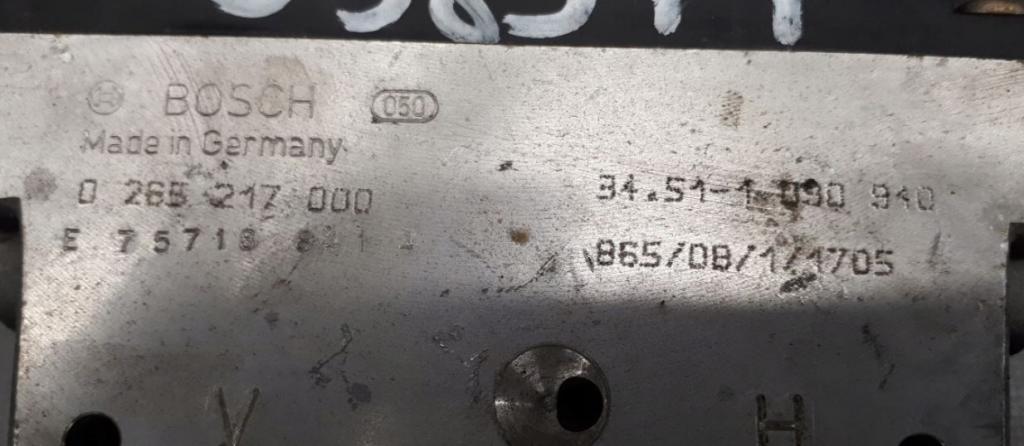 BOSCH 050
Made in Germany
0 265 217 000
34.51-1 090 910
865/08/1/1705
V
H